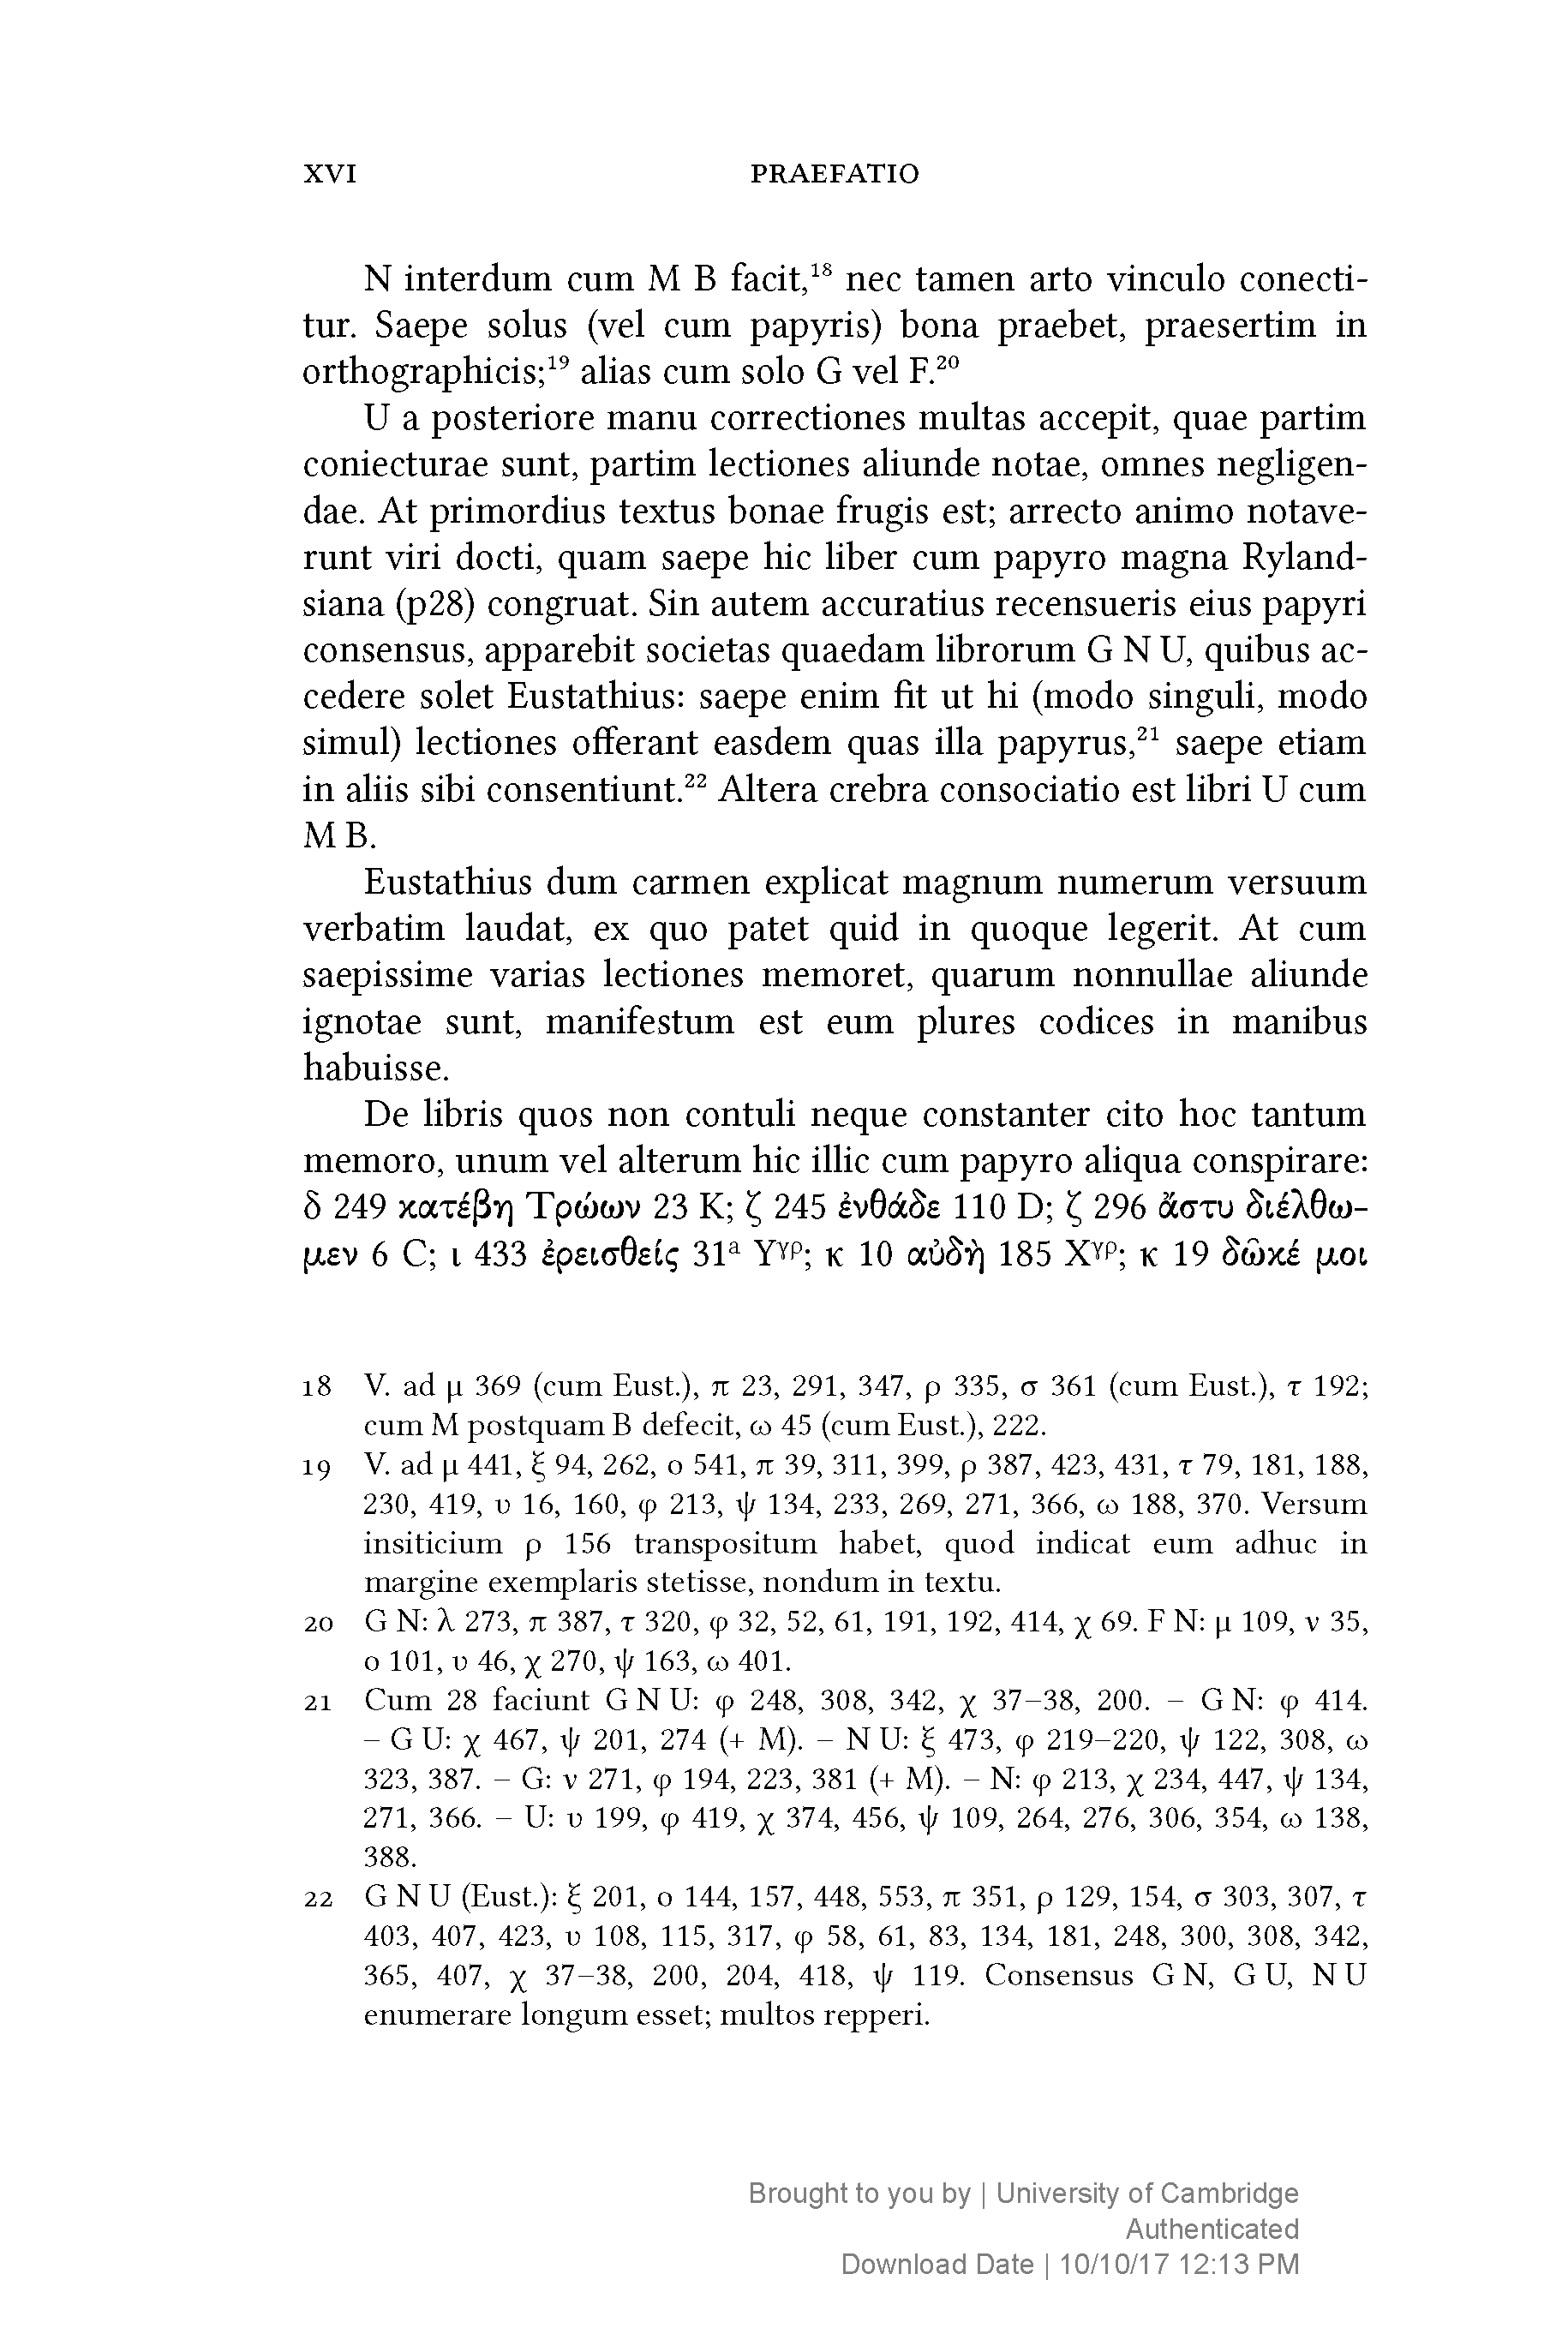 XVI PRAEFATIO
N interdum cum M B facit,¹⁸ nec tamen arto vinculo conecti-
tur. Saepe solus (vel cum papyris) bona praebet, praesertim in
orthographicis;¹⁹ alias cum solo G vel F.²⁰
U a posteriore manu correctiones multas accepit, quae partim
coniecturae sunt, partim lectiones aliunde notae, omnes negligen-
dae. At primordius textus bonae frugis est; arrecto animo notave-
runt viri docti, quam saepe hic liber cum papyro magna Ryland-
siana (p28) congruat. Sin autem accuratius recensueris eius papyri
consensus, apparebit societas quaedam librorum G N U, quibus ac-
cedere solet Eustathius: saepe enim fit ut hi (modo singuli, modo
simul) lectiones offerant easdem quas illa papyrus,²¹ saepe etiam
in aliis sibi consentiunt.²² Altera crebra consociatio est libri U cum
M B.
Eustathius dum carmen explicat magnum numerum versuum
verbatim laudat, ex quo patet quid in quoque legerit. At cum
saepissime varias lectiones memoret, quarum nonnullae aliunde
ignotae sunt, manifestum est eum plures codices in manibus
habuisse.
De libris quos non contuli neque constanter cito hoc tantum
memoro, unum vel alterum hic illic cum papyro aliqua conspirare:
δ 249 κατέβη Τρώων 23 K; ζ 245 ἐνθάδε 110 D; ζ 296 ἄστυ διέλθω-
μεν 6 C; ι 433 ἐρεισθείς 31ᵃ Yᵞᵖ; κ 10 αὐδὴ 185 Xᵞᵖ; κ 19 δῶκέ μοι
18 V. ad μ 369 (cum Eust.), π 23, 291, 347, ρ 335, σ 361 (cum Eust.), τ 192;
cum M postquam B defecit, ω 45 (cum Eust.), 222.
19 V. ad μ 441, ξ 94, 262, ο 541, π 39, 311, 399, ρ 387, 423, 431, τ 79, 181, 188,
230, 419, υ 16, 160, φ 213, ψ 134, 233, 269, 271, 366, ω 188, 370. Versum
insiticium ρ 156 transpositum habet, quod indicat eum adhuc in
margine exemplaris stetisse, nondum in textu.
20 G N: λ 273, π 387, τ 320, φ 32, 52, 61, 191, 192, 414, χ 69. F N: μ 109, ν 35,
ο 101, υ 46, χ 270, ψ 163, ω 401.
21 Cum 28 faciunt G N U: φ 248, 308, 342, χ 37–38, 200. – G N: φ 414.
– G U: χ 467, ψ 201, 274 (+ M). – N U: ξ 473, φ 219–220, ψ 122, 308, ω
323, 387. – G: ν 271, φ 194, 223, 381 (+ M). – N: φ 213, χ 234, 447, ψ 134,
271, 366. – U: υ 199, φ 419, χ 374, 456, ψ 109, 264, 276, 306, 354, ω 138,
388.
22 G N U (Eust.): ξ 201, ο 144, 157, 448, 553, π 351, ρ 129, 154, σ 303, 307, τ
403, 407, 423, υ 108, 115, 317, φ 58, 61, 83, 134, 181, 248, 300, 308, 342,
365, 407, χ 37–38, 200, 204, 418, ψ 119. Consensus G N, G U, N U
enumerare longum esset; multos repperi.
Brought to you by | University of Cambridge
Authenticated
Download Date | 10/10/17 12:13 PM